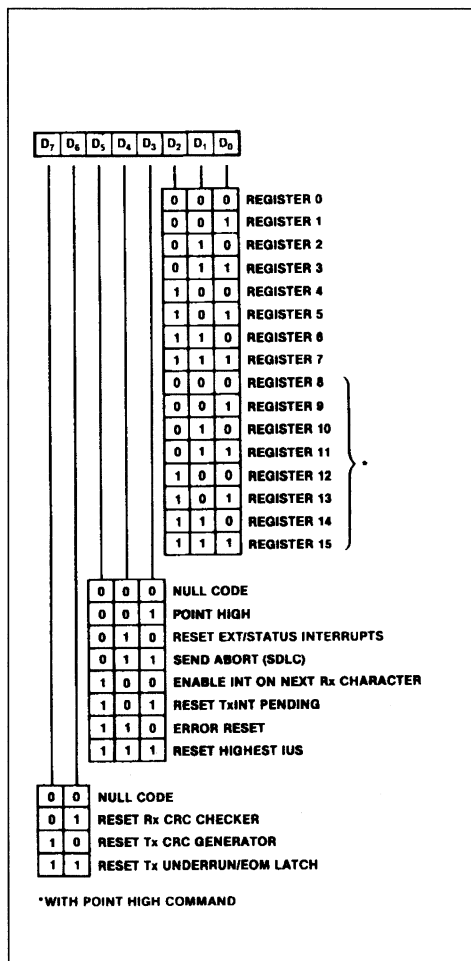 D7 D6 D5 D4 D3 D2 D1 D0
0 0 0 REGISTER 0
0 0 1 REGISTER 1
0 1 0 REGISTER 2
0 1 1 REGISTER 3
1 0 0 REGISTER 4
1 0 1 REGISTER 5
1 1 0 REGISTER 6
1 1 1 REGISTER 7
0 0 0 REGISTER 8
0 0 1 REGISTER 9
0 1 0 REGISTER 10
0 1 1 REGISTER 11
*
1 0 0 REGISTER 12
1 0 1 REGISTER 13
1 1 0 REGISTER 14
1 1 1 REGISTER 15
0 0 0 NULL CODE
0 0 1 POINT HIGH
0 1 0 RESET EXT/STATUS INTERRUPTS
0 1 1 SEND ABORT (SDLC)
1 0 0 ENABLE INT ON NEXT Rx CHARACTER
1 0 1 RESET TxINT PENDING
1 1 0 ERROR RESET
1 1 1 RESET HIGHEST IUS
0 0 NULL CODE
0 1 RESET Rx CRC CHECKER
1 0 RESET Tx CRC GENERATOR
1 1 RESET Tx UNDERRUN/EOM LATCH
*WITH POINT HIGH COMMAND